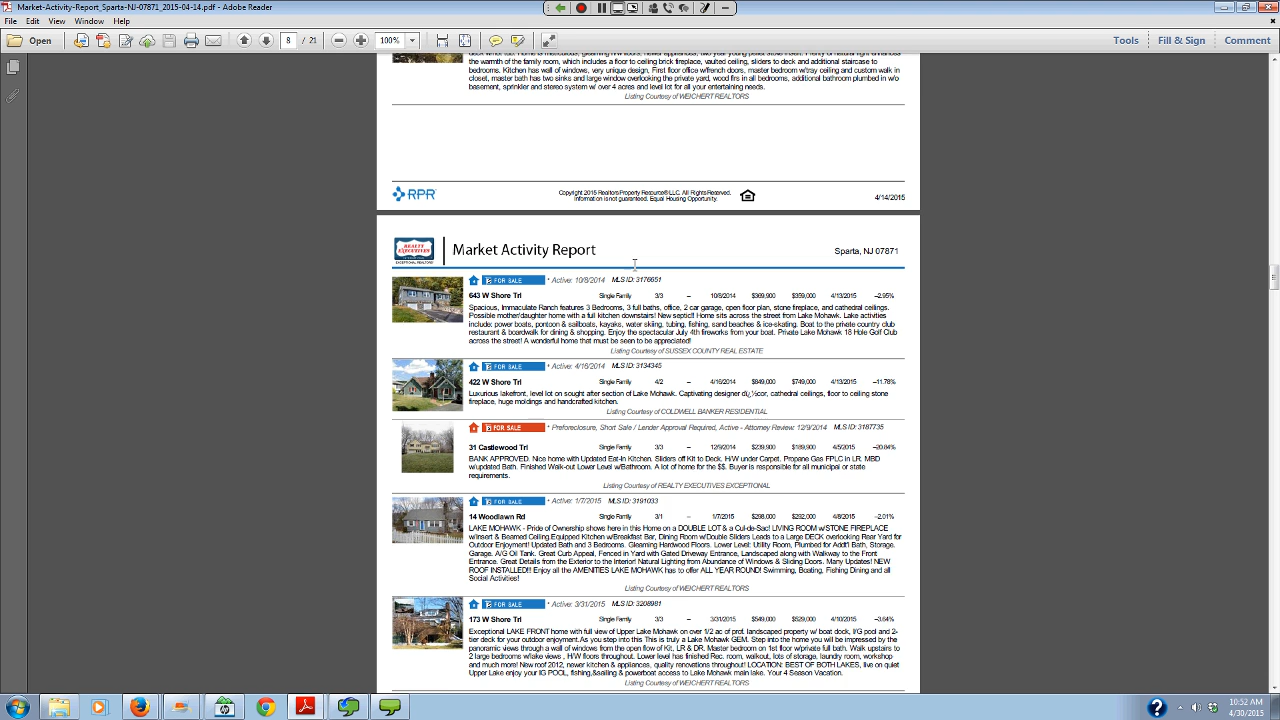 Market-Activity-Report_Sparta-NJ-07871_2015-04-14.pdf - Adobe Reader
File Edit View Window Help
Open 8 / 21 100% Tools Fill & Sign Comment
the warmth of the family room, which includes a floor to ceiling brick fireplace, vaulted ceiling, sliders to deck and additional staircase to
bedrooms. Kitchen has wall of windows, very unique design, First floor office w/french doors, master bedroom w/tray ceiling and custom walk in
closet, master bath has two sinks and large window overlooking the private yard, wood flrs in all bedrooms, additional bathroom plumbed in w/o
basement, sprinkler and stereo system w/ over 4 acres and level lot for all your entertaining needs.
Listing Courtesy of WEICHERT REALTORS
RPR
Copyright 2015 Realtors Property Resource® LLC. All Rights Reserved.
Information is not guaranteed. Equal Housing Opportunity.
4/14/2015
REALTY EXECUTIVES
EXCEPTIONAL REALTORS
Market Activity Report
Sparta, NJ 07871
FOR SALE • Active: 10/8/2014 MLS ID: 3176651
643 W Shore Trl Single Family 3/3 – 10/8/2014 $369,900 $359,000 4/13/2015 –2.95%
Spacious, Immaculate Ranch features 3 Bedrooms, 3 full baths, office, 2 car garage, open floor plan, stone fireplace, and cathedral ceilings.
Possible mother/daughter home with a full kitchen downstairs! New septic!! Home sits across the street from Lake Mohawk. Lake activities
include: power boats, pontoon & sailboats, kayaks, water skiing, tubing, fishing, sand beaches & ice-skating. Boat to the private country club
restaurant & boardwalk for dining & shopping. Enjoy the spectacular July 4th fireworks from your boat. Private Lake Mohawk 18 Hole Golf Club
across the street! A wonderful home that must be seen to be appreciated!
Listing Courtesy of SUSSEX COUNTY REAL ESTATE
FOR SALE • Active: 4/16/2014 MLS ID: 3134345
422 W Shore Trl Single Family 4/2 – 4/16/2014 $849,000 $749,000 4/13/2015 –11.78%
Luxurious lakefront, level lot on sought after section of Lake Mohawk. Captivating designer dï¿½cor, cathedral ceilings, floor to ceiling stone
fireplace, huge moldings and handcrafted kitchen.
Listing Courtesy of COLDWELL BANKER RESIDENTIAL
FOR SALE • Preforeclosure, Short Sale / Lender Approval Required, Active - Attorney Review: 12/9/2014 MLS ID: 3187735
31 Castlewood Trl Single Family 3/3 – 12/9/2014 $239,900 $189,900 4/5/2015 –20.84%
BANK APPROVED. Nice home with Updated Eat-In Kitchen. Sliders off Kit to Deck. H/W under Carpet. Propane Gas FPLC in LR. MBD
w/updated Bath. Finished Walk-out Lower Level w/Bathroom. A lot of home for the $$. Buyer is responsible for all municipal or state
requirements.
Listing Courtesy of REALTY EXECUTIVES EXCEPTIONAL
FOR SALE • Active: 1/7/2015 MLS ID: 3191033
14 Woodlawn Rd Single Family 3/1 – 1/7/2015 $298,000 $292,000 4/8/2015 –2.01%
LAKE MOHAWK - Pride of Ownership shows here in this Home on a DOUBLE LOT & a Cul-de-Sac! LIVING ROOM w/STONE FIREPLACE
w/Insert & Beamed Ceiling.Equipped Kitchen w/Breakfast Bar, Dining Room w/Double Sliders Leads to a Large DECK overlooking Rear Yard for
Outdoor Enjoyment! Updated Bath and 3 Bedrooms. Gleaming Hardwood Floors. Lower Level: Utility Room, Plumbed for Addt'l Bath, Storage.
Garage. A/G Oil Tank. Great Curb Appeal, Fenced in Yard with Gated Driveway Entrance, Landscaped along with Walkway to the Front
Entrance. Great Details from the Exterior to the Interior! Natural Lighting from Abundance of Windows & Sliding Doors. Many Updates! NEW
ROOF INSTALLED!!! Enjoy all the AMENITIES LAKE MOHAWK has to offer ALL YEAR ROUND! Swimming, Boating, Fishing Dining and all
Social Activities!
Listing Courtesy of WEICHERT REALTORS
FOR SALE • Active: 3/31/2015 MLS ID: 3208981
173 W Shore Trl Single Family 3/3 – 3/31/2015 $549,000 $529,000 4/10/2015 –3.64%
Exceptional LAKE FRONT home with full view of Upper Lake Mohawk on over 1/2 ac of prof. landscaped property w/ boat dock, I/G pool and 2-
tier deck for your outdoor enjoyment.As you step into this This is truly a Lake Mohawk GEM. Step into the home you will be impressed by the
panoramic views through a wall of windows from the open flow of Kit, LR & DR. Master bedroom on 1st floor w/private full bath. Walk upstairs to
2 large bedrooms w/lake views , H/W floors throughout. Lower level has finished Rec. room, walkout, lots of storage, laundry room, workshop
and much more! New roof 2012, newer kitchen & appliances, quality renovations throughout! LOCATION: BEST OF BOTH LAKES, live on quiet
Upper Lake enjoy your IG POOL, fishing,&sailing & powerboat access to Lake Mohawk main lake. Your 4 Season Vacation.
Listing Courtesy of WEICHERT REALTORS
10:52 AM
4/30/2015